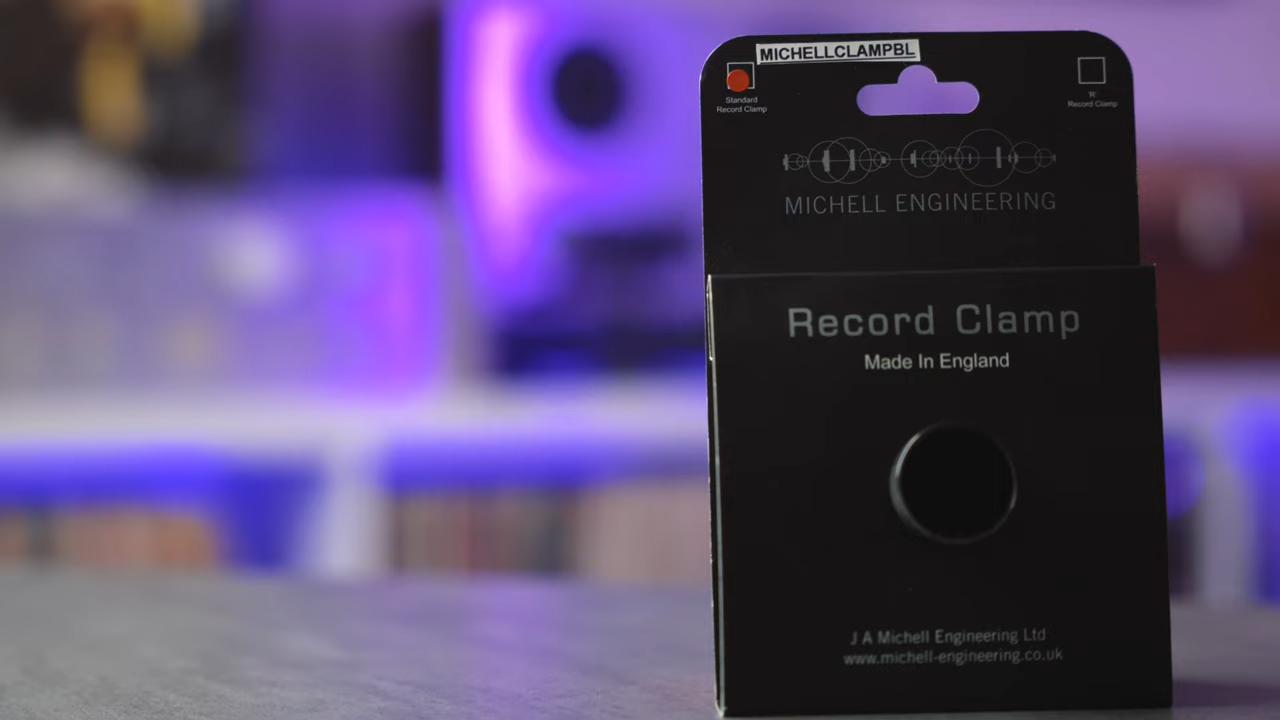 MICHELLCLAMPBL
Standard
Record Clamp
'R'
Record Clamp
MICHELL ENGINEERING
Record Clamp
Made In England
J A Michell Engineering Ltd
www.michell-engineering.co.uk